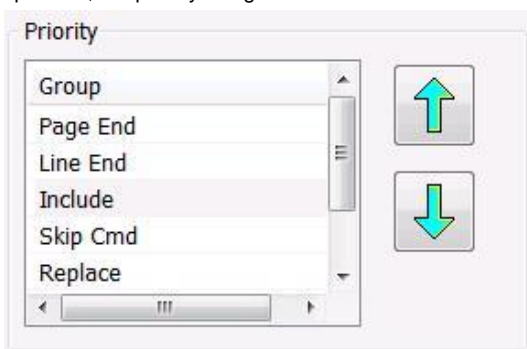 Priority
Group
Page End
Line End
Include
Skip Cmd
Replace